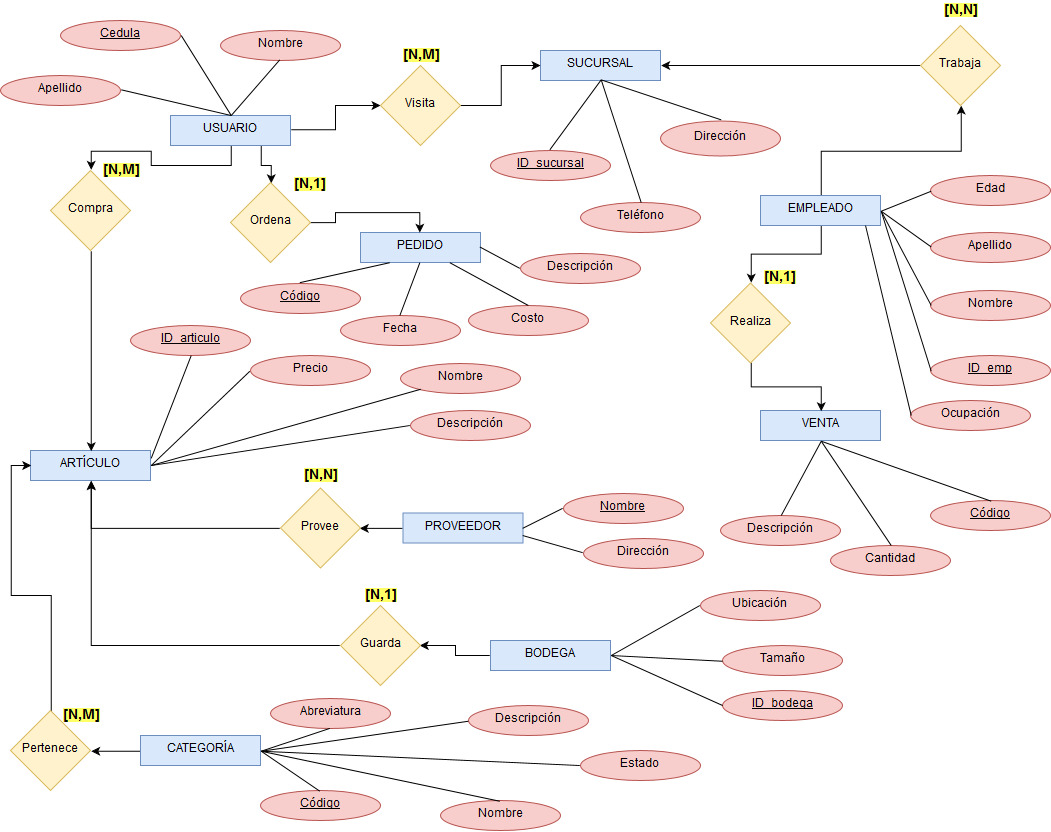 [N,N]
Cedula
Nombre
[N,M]
SUCURSAL
Trabaja
Apellido
Visita
USUARIO
Dirección
[N,M]
ID_sucursal
[N,1]
Edad
Compra
Ordena
Teléfono
EMPLEADO
PEDIDO
Apellido
Descripción
[N,1]
Código
Nombre
Fecha
Costo
Realiza
ID_articulo
Precio
Nombre
ID_emp
Descripción
Ocupación
VENTA
ARTÍCULO
[N,N]
Nombre
Código
Provee
PROVEEDOR
Descripción
Dirección
Cantidad
[N,1]
Ubicación
Guarda
BODEGA
Tamaño
ID_bodega
[N,M]
Abreviatura
Descripción
Pertenece
CATEGORÍA
Estado
Código
Nombre